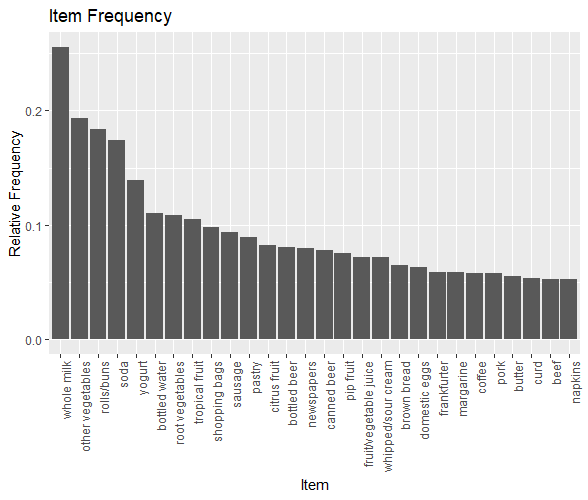 Item Frequency
Relative Frequency
0.2
0.1
0.0
whole milk
other vegetables
rolls/buns
soda
yogurt
bottled water
root vegetables
tropical fruit
shopping bags
sausage
pastry
citrus fruit
bottled beer
newspapers
canned beer
pip fruit
fruit/vegetable juice
whipped/sour cream
brown bread
domestic eggs
frankfurter
margarine
coffee
pork
butter
curd
beef
napkins
Item